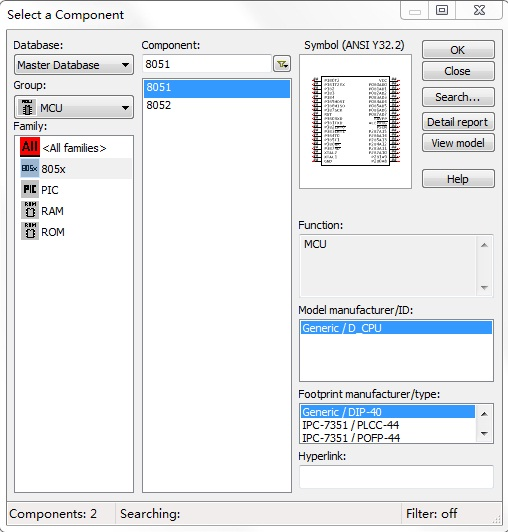 Select a Component
Database:
Master Database
Group:
MCU
Family:
All <All families>
805x 805x
PIC PIC
RAM
ROM
Component:
8051
8051
8052
Symbol (ANSI Y32.2)
OK
Close
Search...
Detail report
View model
Help
Function:
MCU
Model manufacturer/ID:
Generic / D_CPU
Footprint manufacturer/type:
Generic / DIP-40
IPC-7351 / PLCC-44
IPC-7351 / PQFP-44
Hyperlink:
Components: 2
Searching:
Filter: off